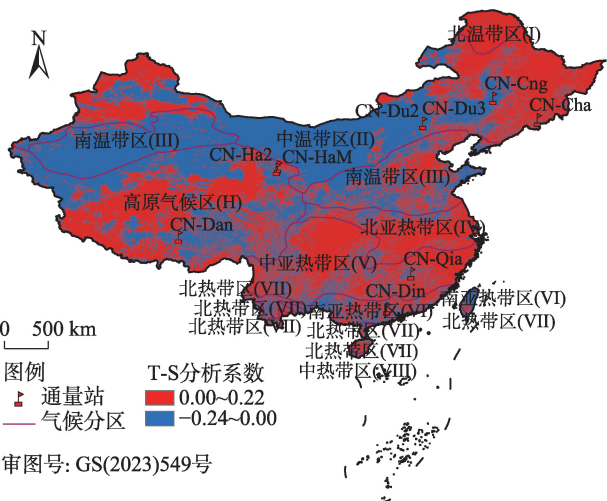 N
北温带区(I)
CN-Cng
CN-Du2
CN-Du3
CN-Cha
南温带区(III)
中温带区(II)
CN-Ha2
CN-HaM
南温带区(III)
高原气候区(H)
CN-Dan
北亚热带区(IV)
中亚热带区(V)
CN-Qia
北热带区(VII)
CN-Din
南亚热带区(VI)
北热带区(VII)
南亚热带区(VI)
北热带区(VII)
北热带区(VII)
北热带区(VII)
北热带区(VII)
中热带区(VIII)
0 500 km
图例
通量站
气候分区
T-S分析系数
0.00~0.22
−0.24~0.00
审图号: GS(2023)549号